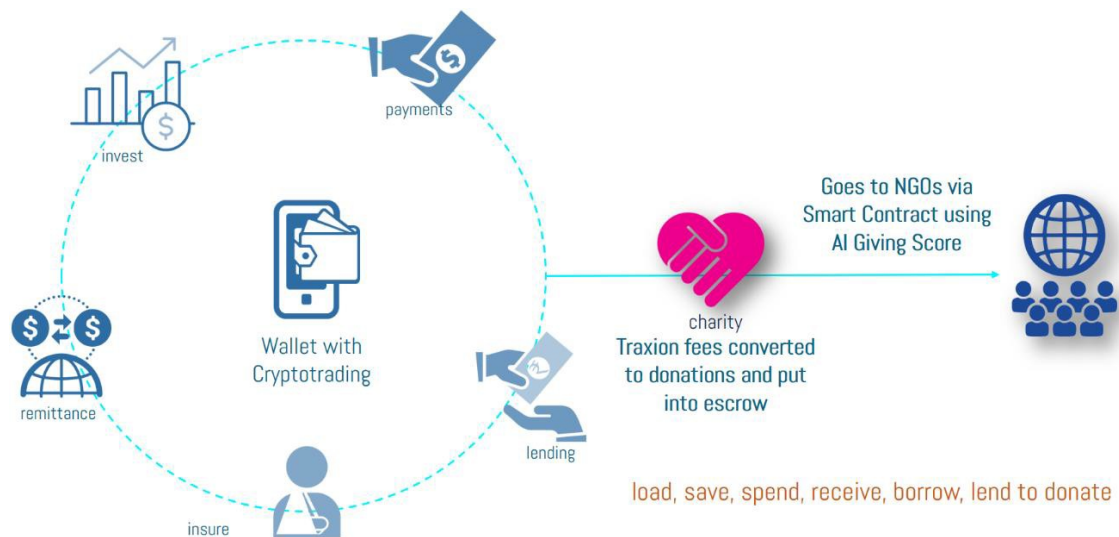 payments
invest
Goes to NGOs via
Smart Contract using
AI Giving Score
charity
Traxion fees converted
to donations and put
into escrow
Wallet with
Cryptotrading
remittance
lending
insure
load, save, spend, receive, borrow, lend to donate